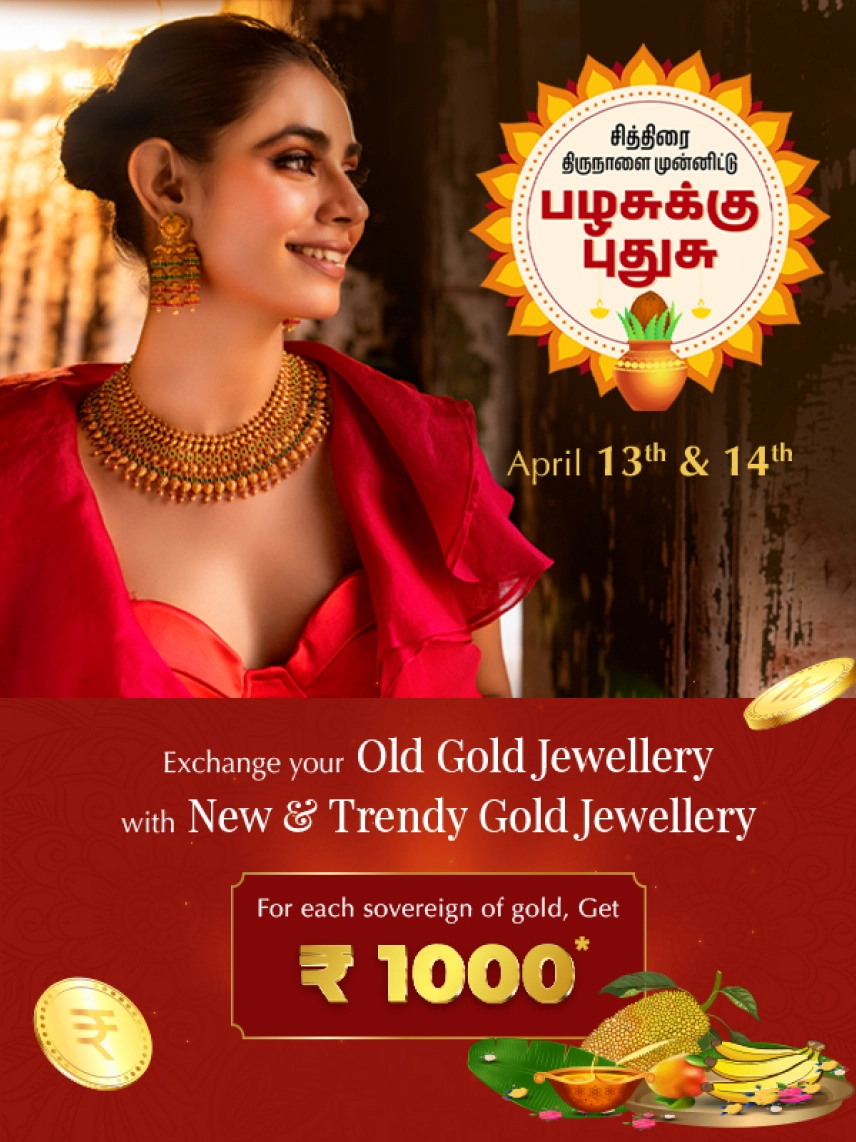 சித்திரை
திருநாளை முன்னிட்டு
பழசுக்கு
புதுசு
April 13th & 14th
Exchange your Old Gold Jewellery
with New & Trendy Gold Jewellery
For each sovereign of gold, Get
₹ 1000*
₹